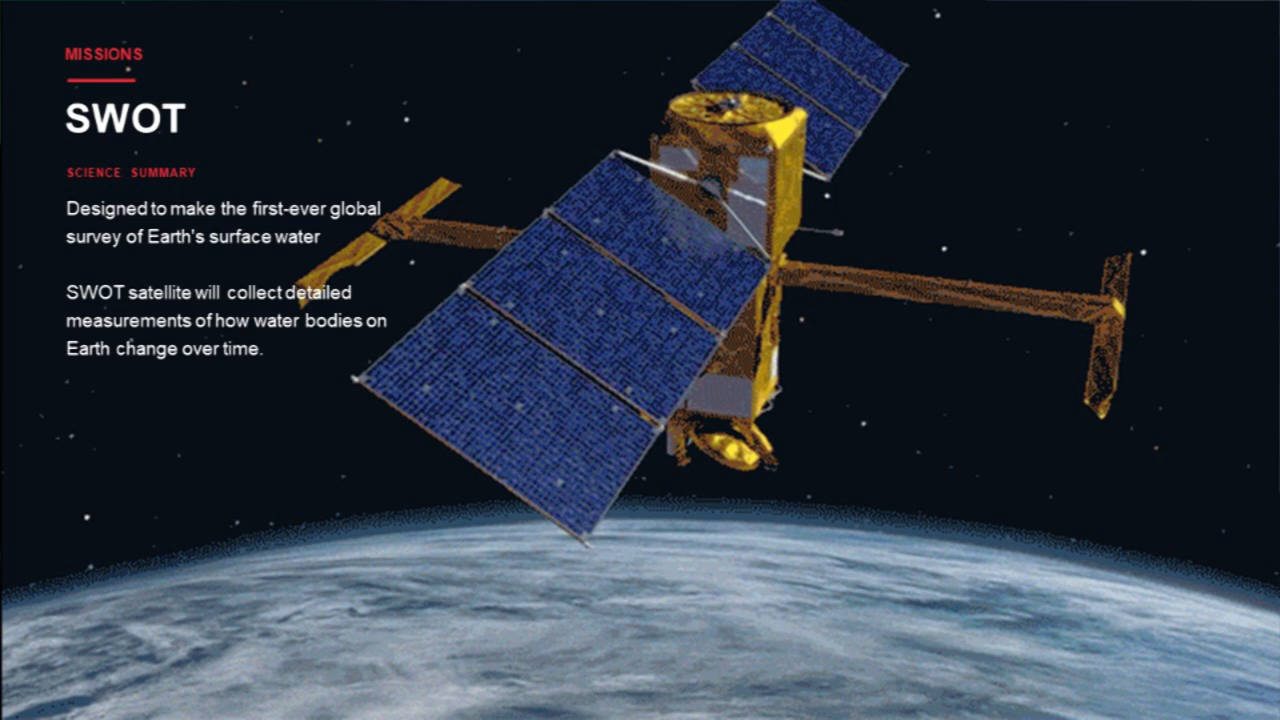 MISSIONS
SWOT
SCIENCE SUMMARY
Designed to make the first-ever global
survey of Earth's surface water
SWOT satellite will collect detailed
measurements of how water bodies on
Earth change over time.